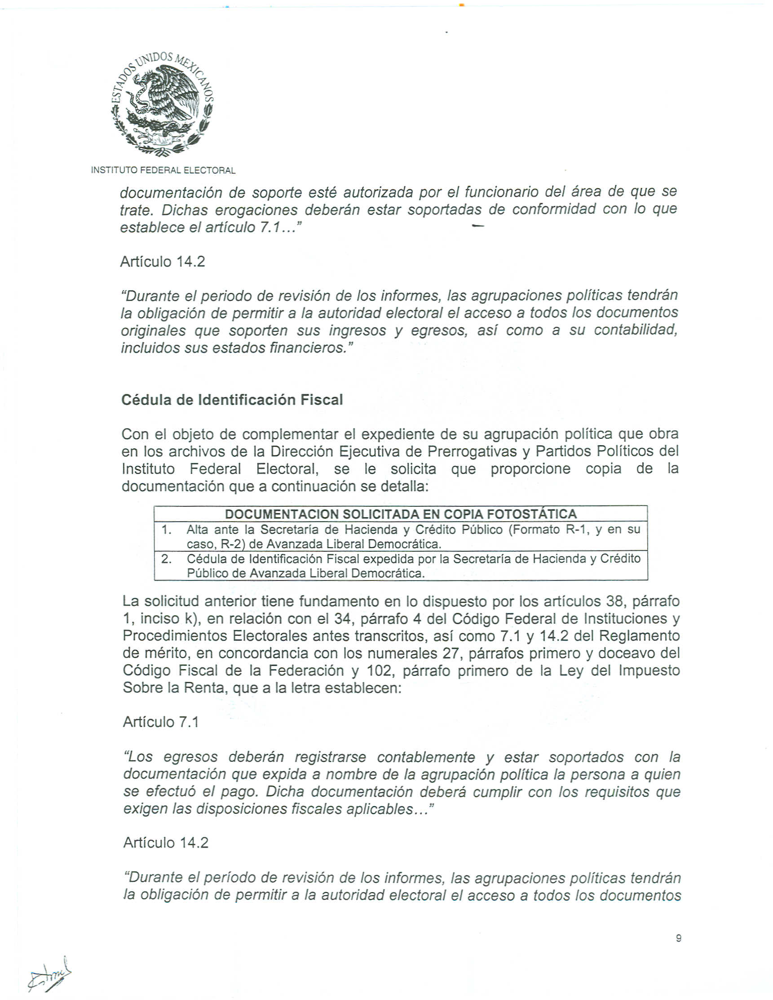 ESTADOS UNIDOS MEXICANOS
INSTITUTO FEDERAL ELECTORAL
documentación de soporte esté autorizada por el funcionario del área de que se
trate. Dichas erogaciones deberán estar soportadas de conformidad con lo que
establece el artículo 7.1...”
Artículo 14.2
“Durante el periodo de revisión de los informes, las agrupaciones políticas tendrán
la obligación de permitir a la autoridad electoral el acceso a todos los documentos
originales que soporten sus ingresos y egresos, así como a su contabilidad,
incluidos sus estados financieros.”
Cédula de Identificación Fiscal
Con el objeto de complementar el expediente de su agrupación política que obra
en los archivos de la Dirección Ejecutiva de Prerrogativas y Partidos Políticos del
Instituto Federal Electoral, se le solicita que proporcione copia de la
documentación que a continuación se detalla:
DOCUMENTACION SOLICITADA EN COPIA FOTOSTÁTICA
1. Alta ante la Secretaría de Hacienda y Crédito Público (Formato R-1, y en su
caso, R-2) de Avanzada Liberal Democrática.
2. Cédula de Identificación Fiscal expedida por la Secretaría de Hacienda y Crédito
Público de Avanzada Liberal Democrática.
La solicitud anterior tiene fundamento en lo dispuesto por los artículos 38, párrafo
1, inciso k), en relación con el 34, párrafo 4 del Código Federal de Instituciones y
Procedimientos Electorales antes transcritos, así como 7.1 y 14.2 del Reglamento
de mérito, en concordancia con los numerales 27, párrafos primero y doceavo del
Código Fiscal de la Federación y 102, párrafo primero de la Ley del Impuesto
Sobre la Renta, que a la letra establecen:
Artículo 7.1
“Los egresos deberán registrarse contablemente y estar soportados con la
documentación que expida a nombre de la agrupación política la persona a quien
se efectuó el pago. Dicha documentación deberá cumplir con los requisitos que
exigen las disposiciones fiscales aplicables...”
Artículo 14.2
“Durante el período de revisión de los informes, las agrupaciones políticas tendrán
la obligación de permitir a la autoridad electoral el acceso a todos los documentos
9